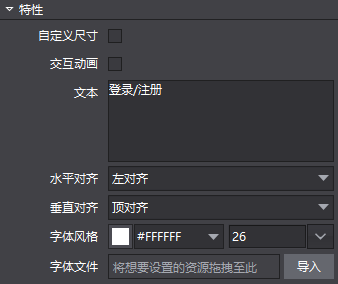 特性
自定义尺寸
交互动画
文本 登录/注册
水平对齐 左对齐
垂直对齐 顶对齐
字体风格 #FFFFFF 26
字体文件 将想要设置的资源拖拽至此 导入